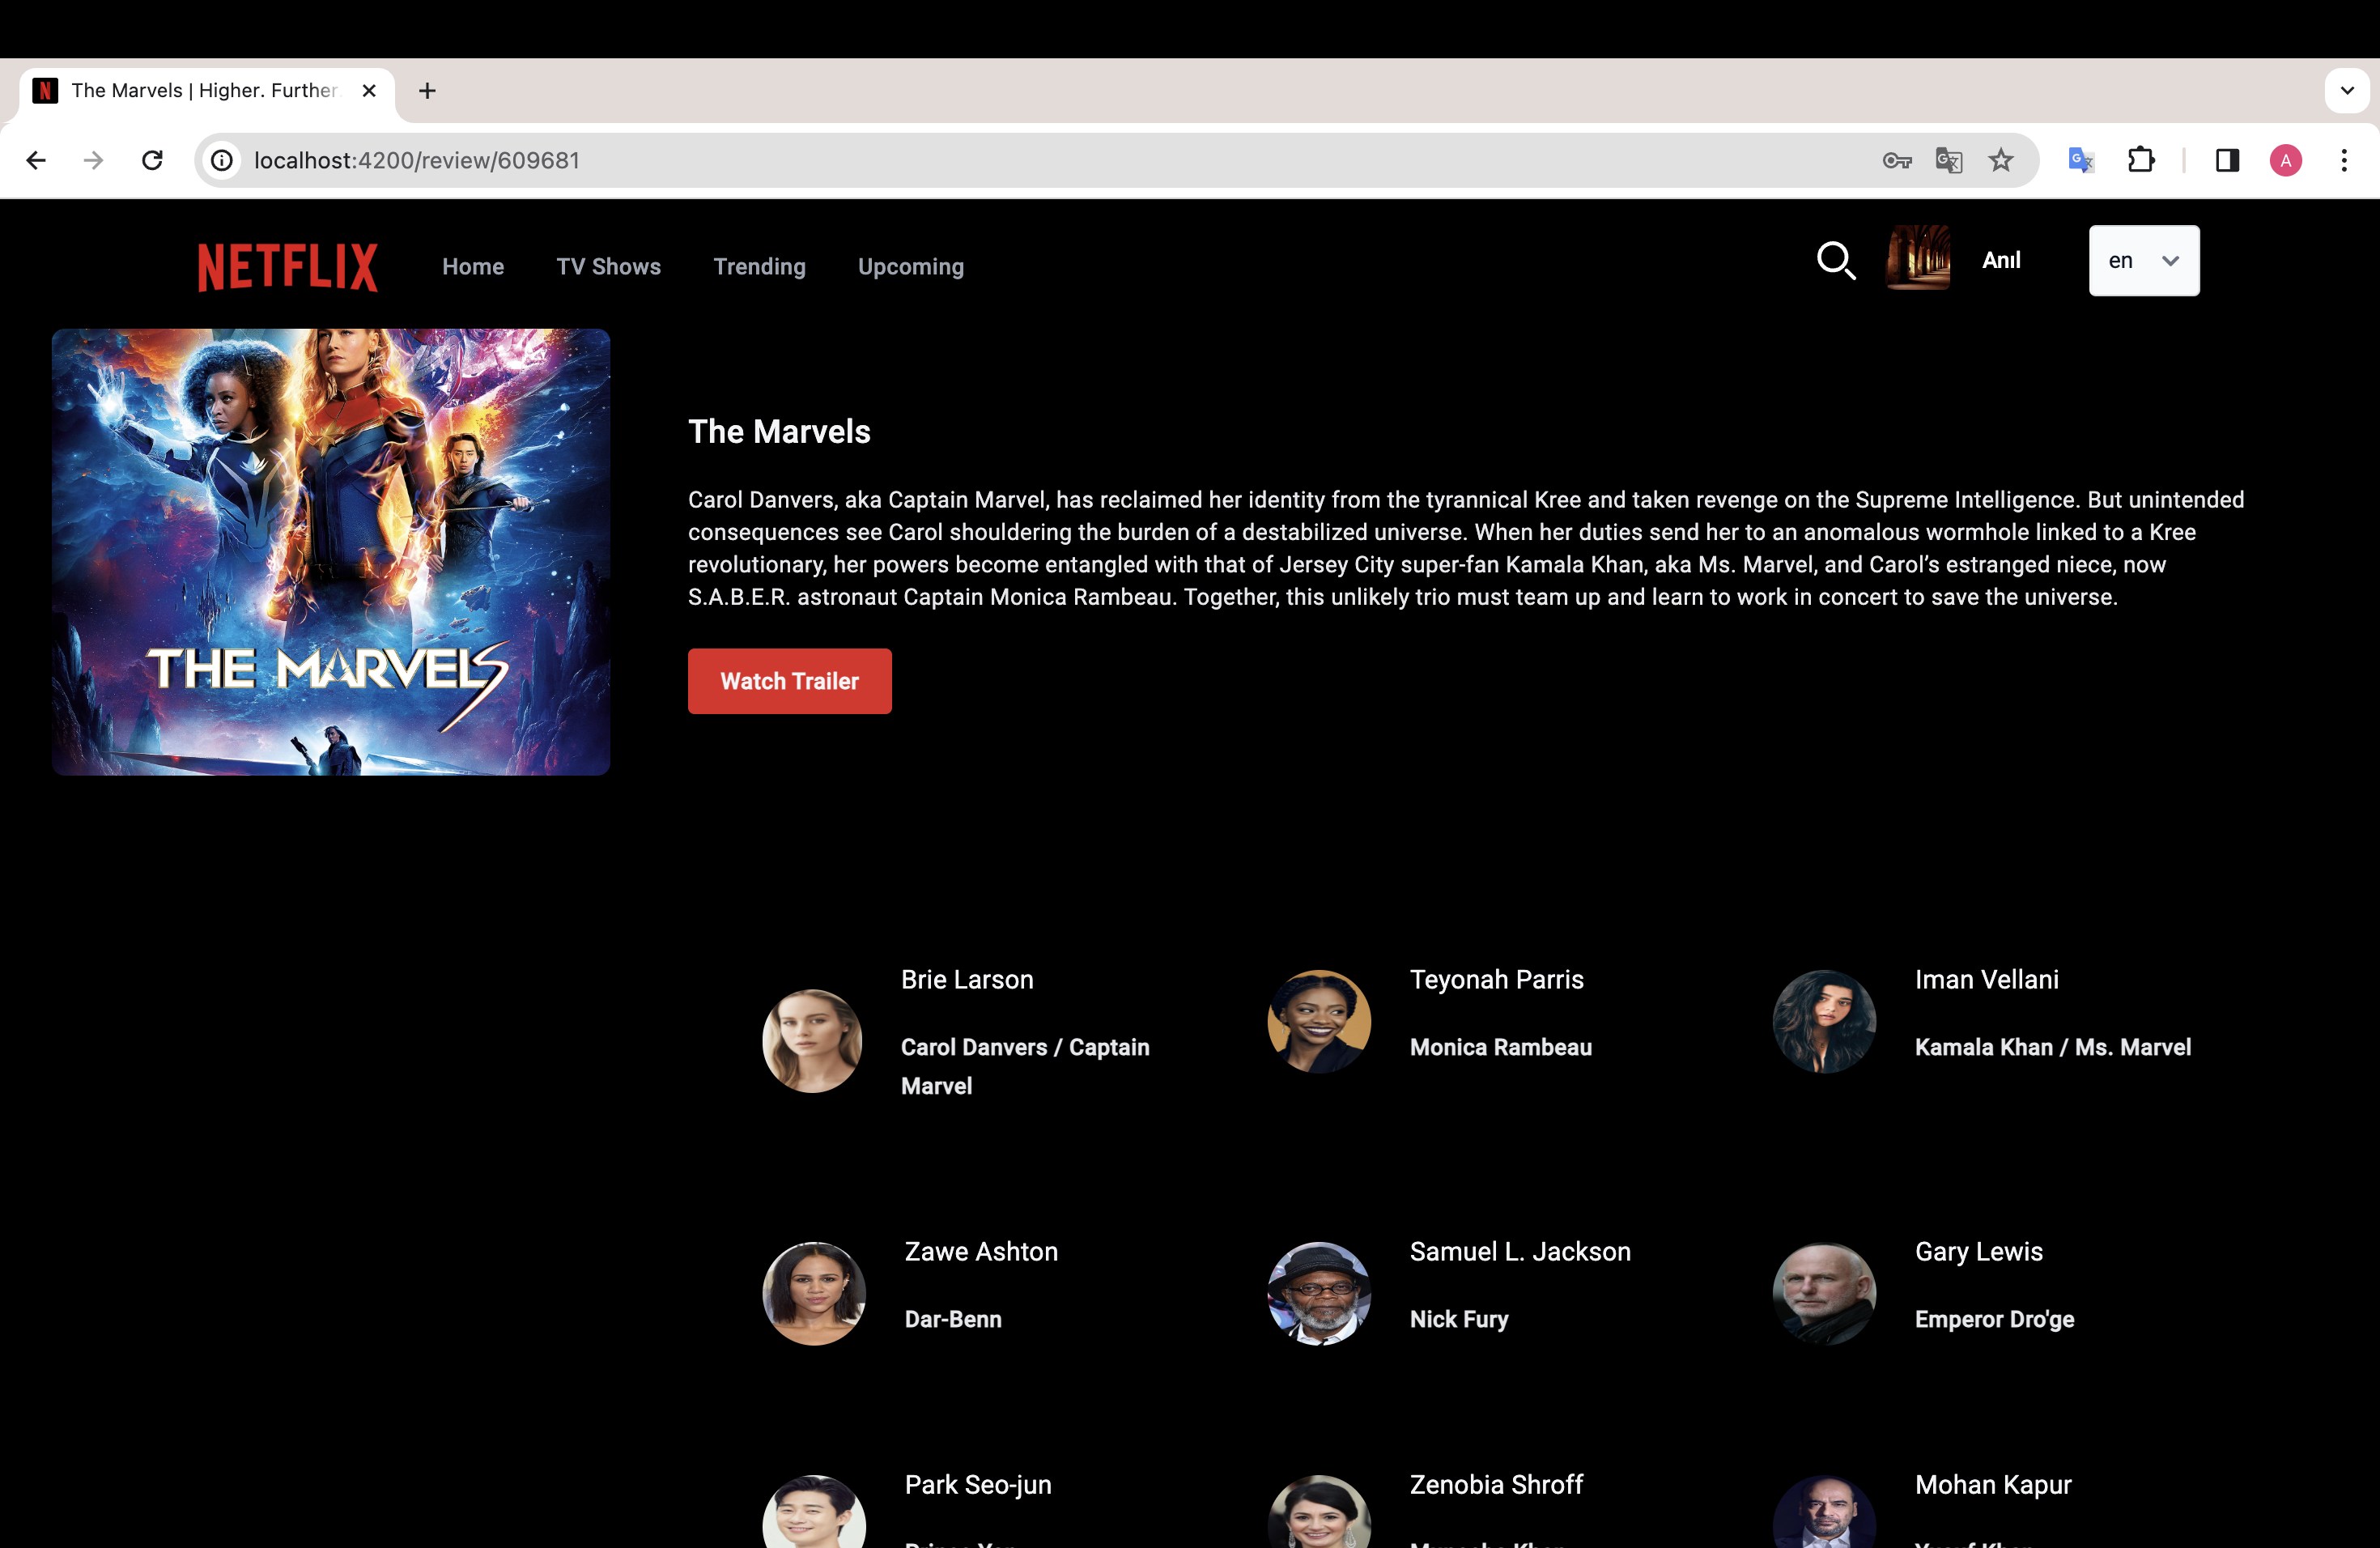 The Marvels | Higher. Further.
localhost:4200/review/609681
A
NETFLIX
Home
TV Shows
Trending
Upcoming
Anıl
en
THE MARVELS
The Marvels
Carol Danvers, aka Captain Marvel, has reclaimed her identity from the tyrannical Kree and taken revenge on the Supreme Intelligence. But unintended
consequences see Carol shouldering the burden of a destabilized universe. When her duties send her to an anomalous wormhole linked to a Kree
revolutionary, her powers become entangled with that of Jersey City super-fan Kamala Khan, aka Ms. Marvel, and Carol’s estranged niece, now
S.A.B.E.R. astronaut Captain Monica Rambeau. Together, this unlikely trio must team up and learn to work in concert to save the universe.
Watch Trailer
Brie Larson
Carol Danvers / Captain
Marvel
Teyonah Parris
Monica Rambeau
Iman Vellani
Kamala Khan / Ms. Marvel
Zawe Ashton
Dar-Benn
Samuel L. Jackson
Nick Fury
Gary Lewis
Emperor Dro'ge
Park Seo-jun
Zenobia Shroff
Mohan Kapur